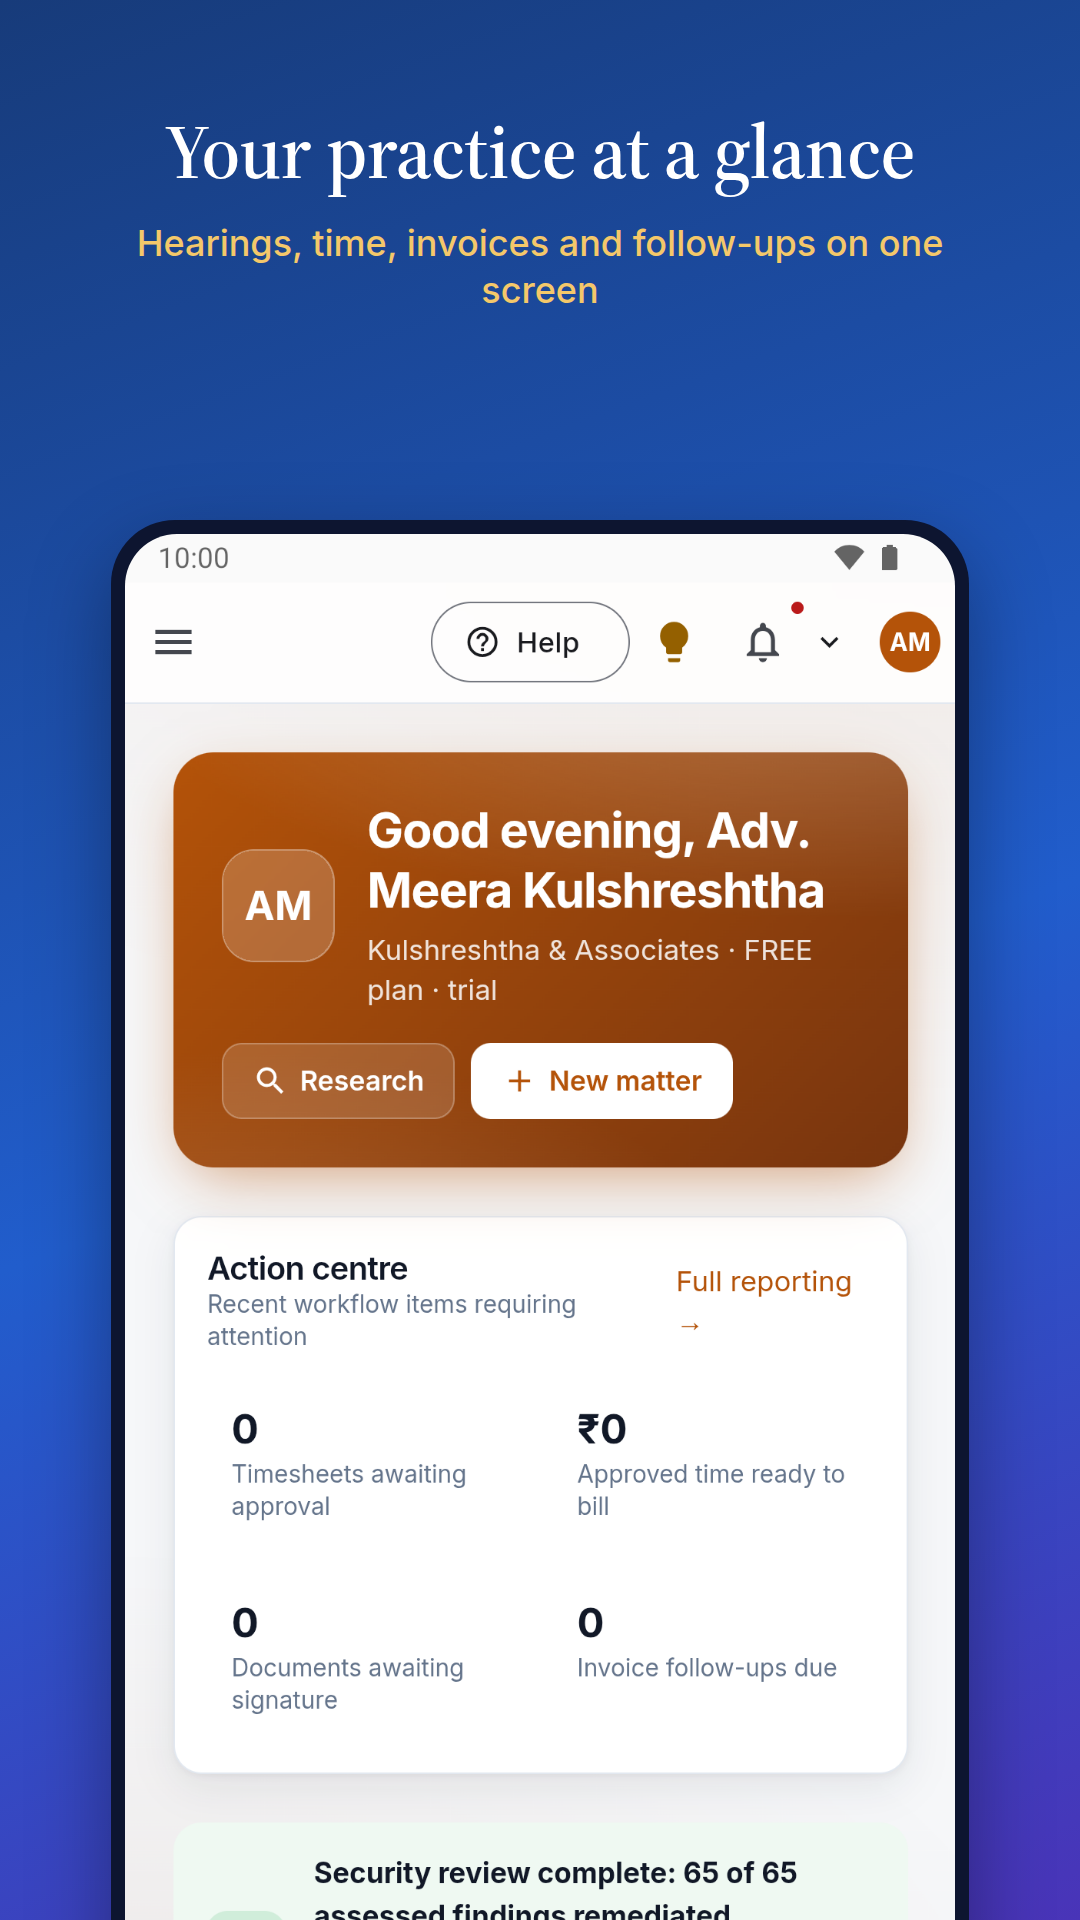 Your practice at a glance
Hearings, time, invoices and follow-ups on one
screen
10:00
Help
AM
AM
Good evening, Adv.
Meera Kulshreshtha
Kulshreshtha & Associates · FREE
plan · trial
Research
+ New matter
Action centre
Recent workflow items requiring
attention
Full reporting
→
0
Timesheets awaiting
approval
₹0
Approved time ready to
bill
0
Documents awaiting
signature
0
Invoice follow-ups due
Security review complete: 65 of 65
assessed findings remediated